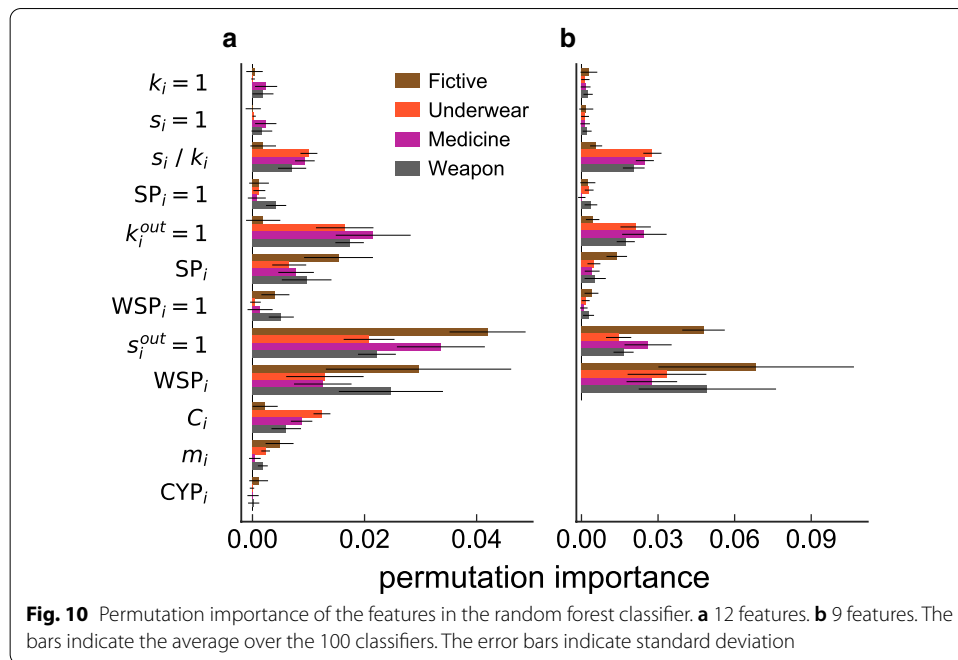 a b
k_i = 1
s_i = 1
s_i / k_i
SP_i = 1
k_i^out = 1
SP_i
WSP_i = 1
s_i^out = 1
WSP_i
C_i
m_i
CYP_i
Fictive
Underwear
Medicine
Weapon
0.00 0.02 0.04 0.00 0.03 0.06 0.09
permutation importance
Fig. 10 Permutation importance of the features in the random forest classifier. a 12 features. b 9 features. The
bars indicate the average over the 100 classifiers. The error bars indicate standard deviation